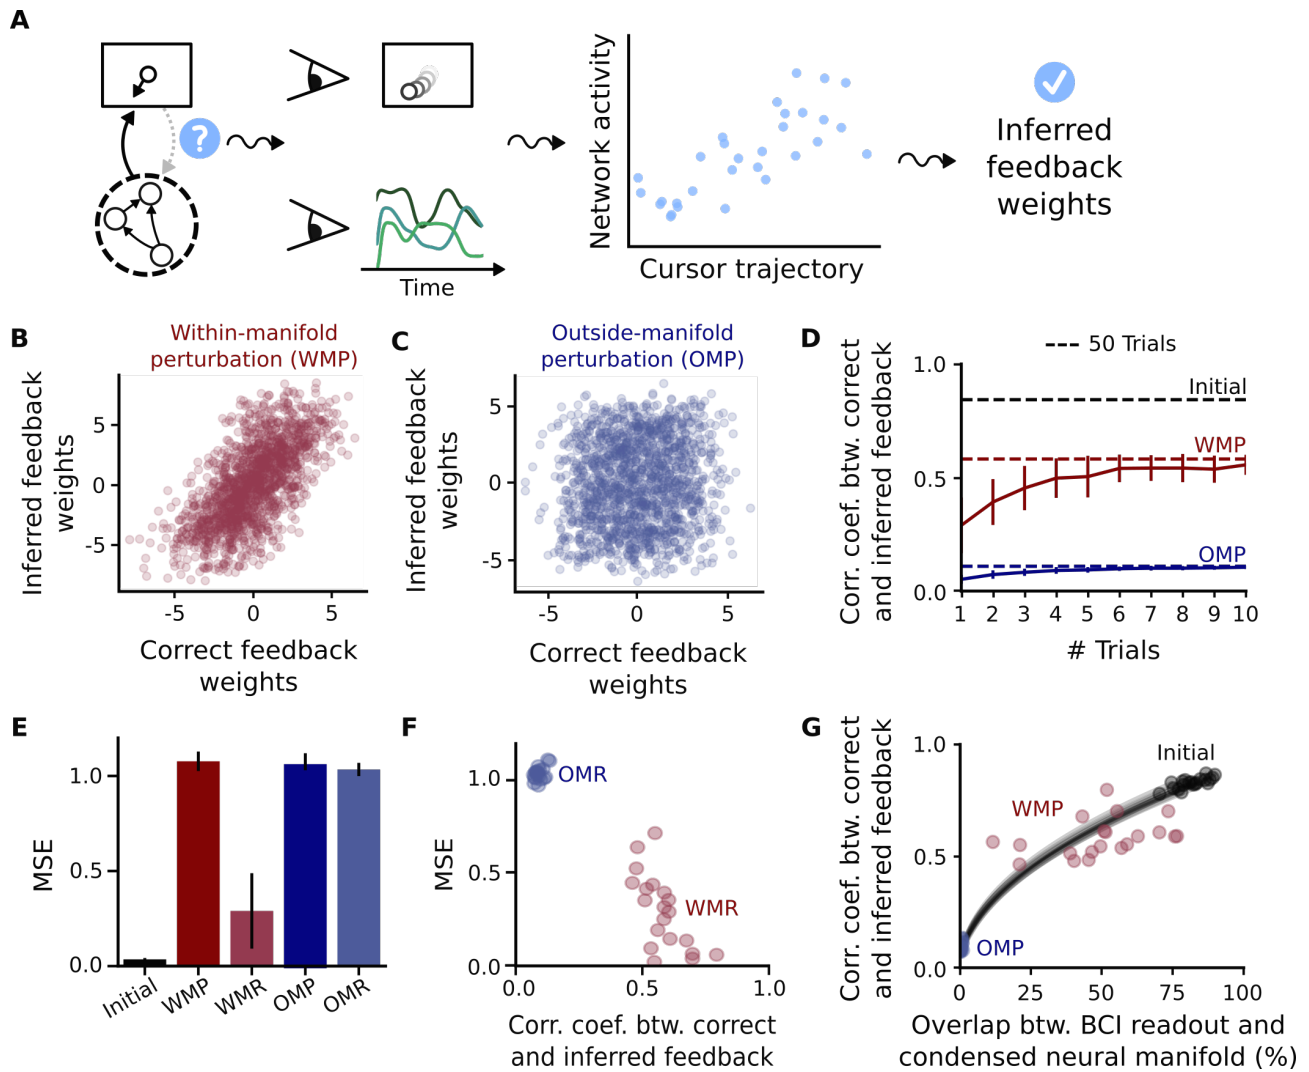 A
?
Time
Network activity
Cursor trajectory
Inferred
feedback
weights
B
Within-manifold
perturbation (WMP)
Inferred feedback
weights
5
0
-5
-5
0
5
Correct feedback
weights
C
Outside-manifold
perturbation (OMP)
Inferred feedback
weights
5
0
-5
-5
0
5
Correct feedback
weights
D
50 Trials
Corr. coef. btw. correct
and inferred feedback
1.0
0.5
0.0
Initial
WMP
OMP
1 2 3 4 5 6 7 8 9 10
# Trials
E
MSE
1.0
0.5
0.0
Initial
WMP
WMR
OMP
OMR
F
MSE
1.0
0.5
0.0
OMR
WMR
0.0 0.5 1.0
Corr. coef. btw. correct
and inferred feedback
G
Corr. coef. btw. correct
and inferred feedback
1.0
0.5
0.0
Initial
WMP
OMP
0 25 50 75 100
Overlap btw. BCI readout and
condensed neural manifold (%)